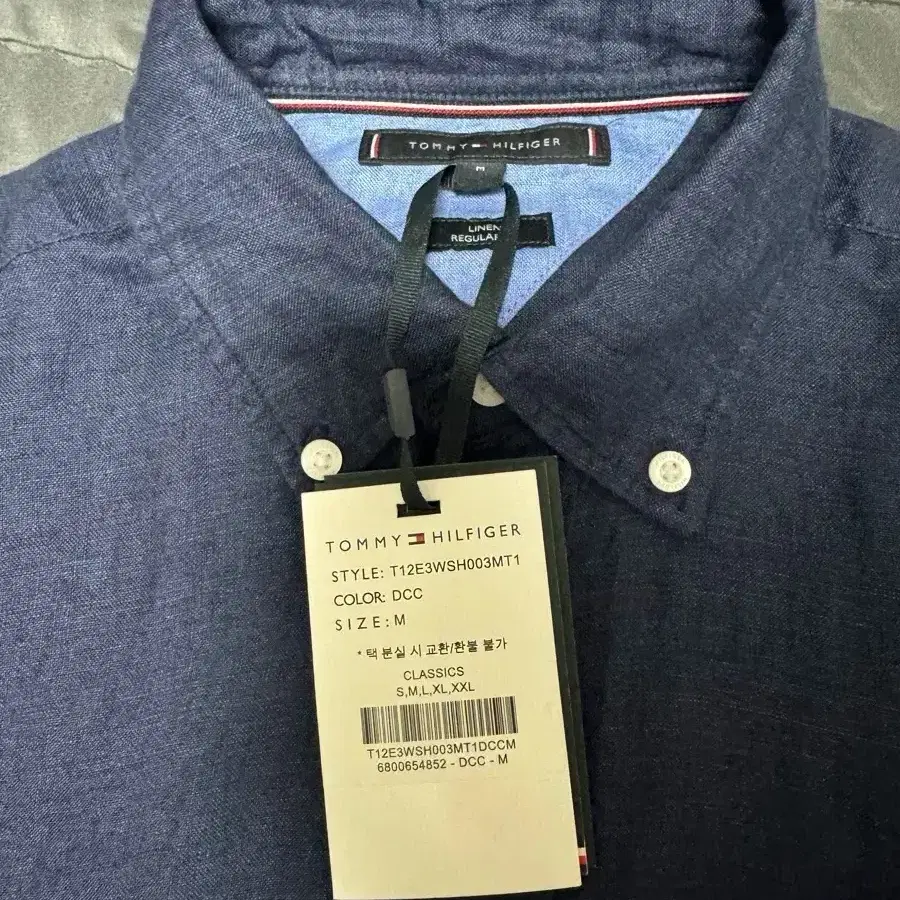 TOMMY HILFIGER
M
LINEN
REGULAR
TOMMY HILFIGER
STYLE: T12E3WSH003MT1
COLOR: DCC
SIZE: M
* 택 분실 시 교환/환불 불가
CLASSICS
S,M,L,XL,XXL
T12E3WSH003MT1DCCM
6800654852 - DCC - M